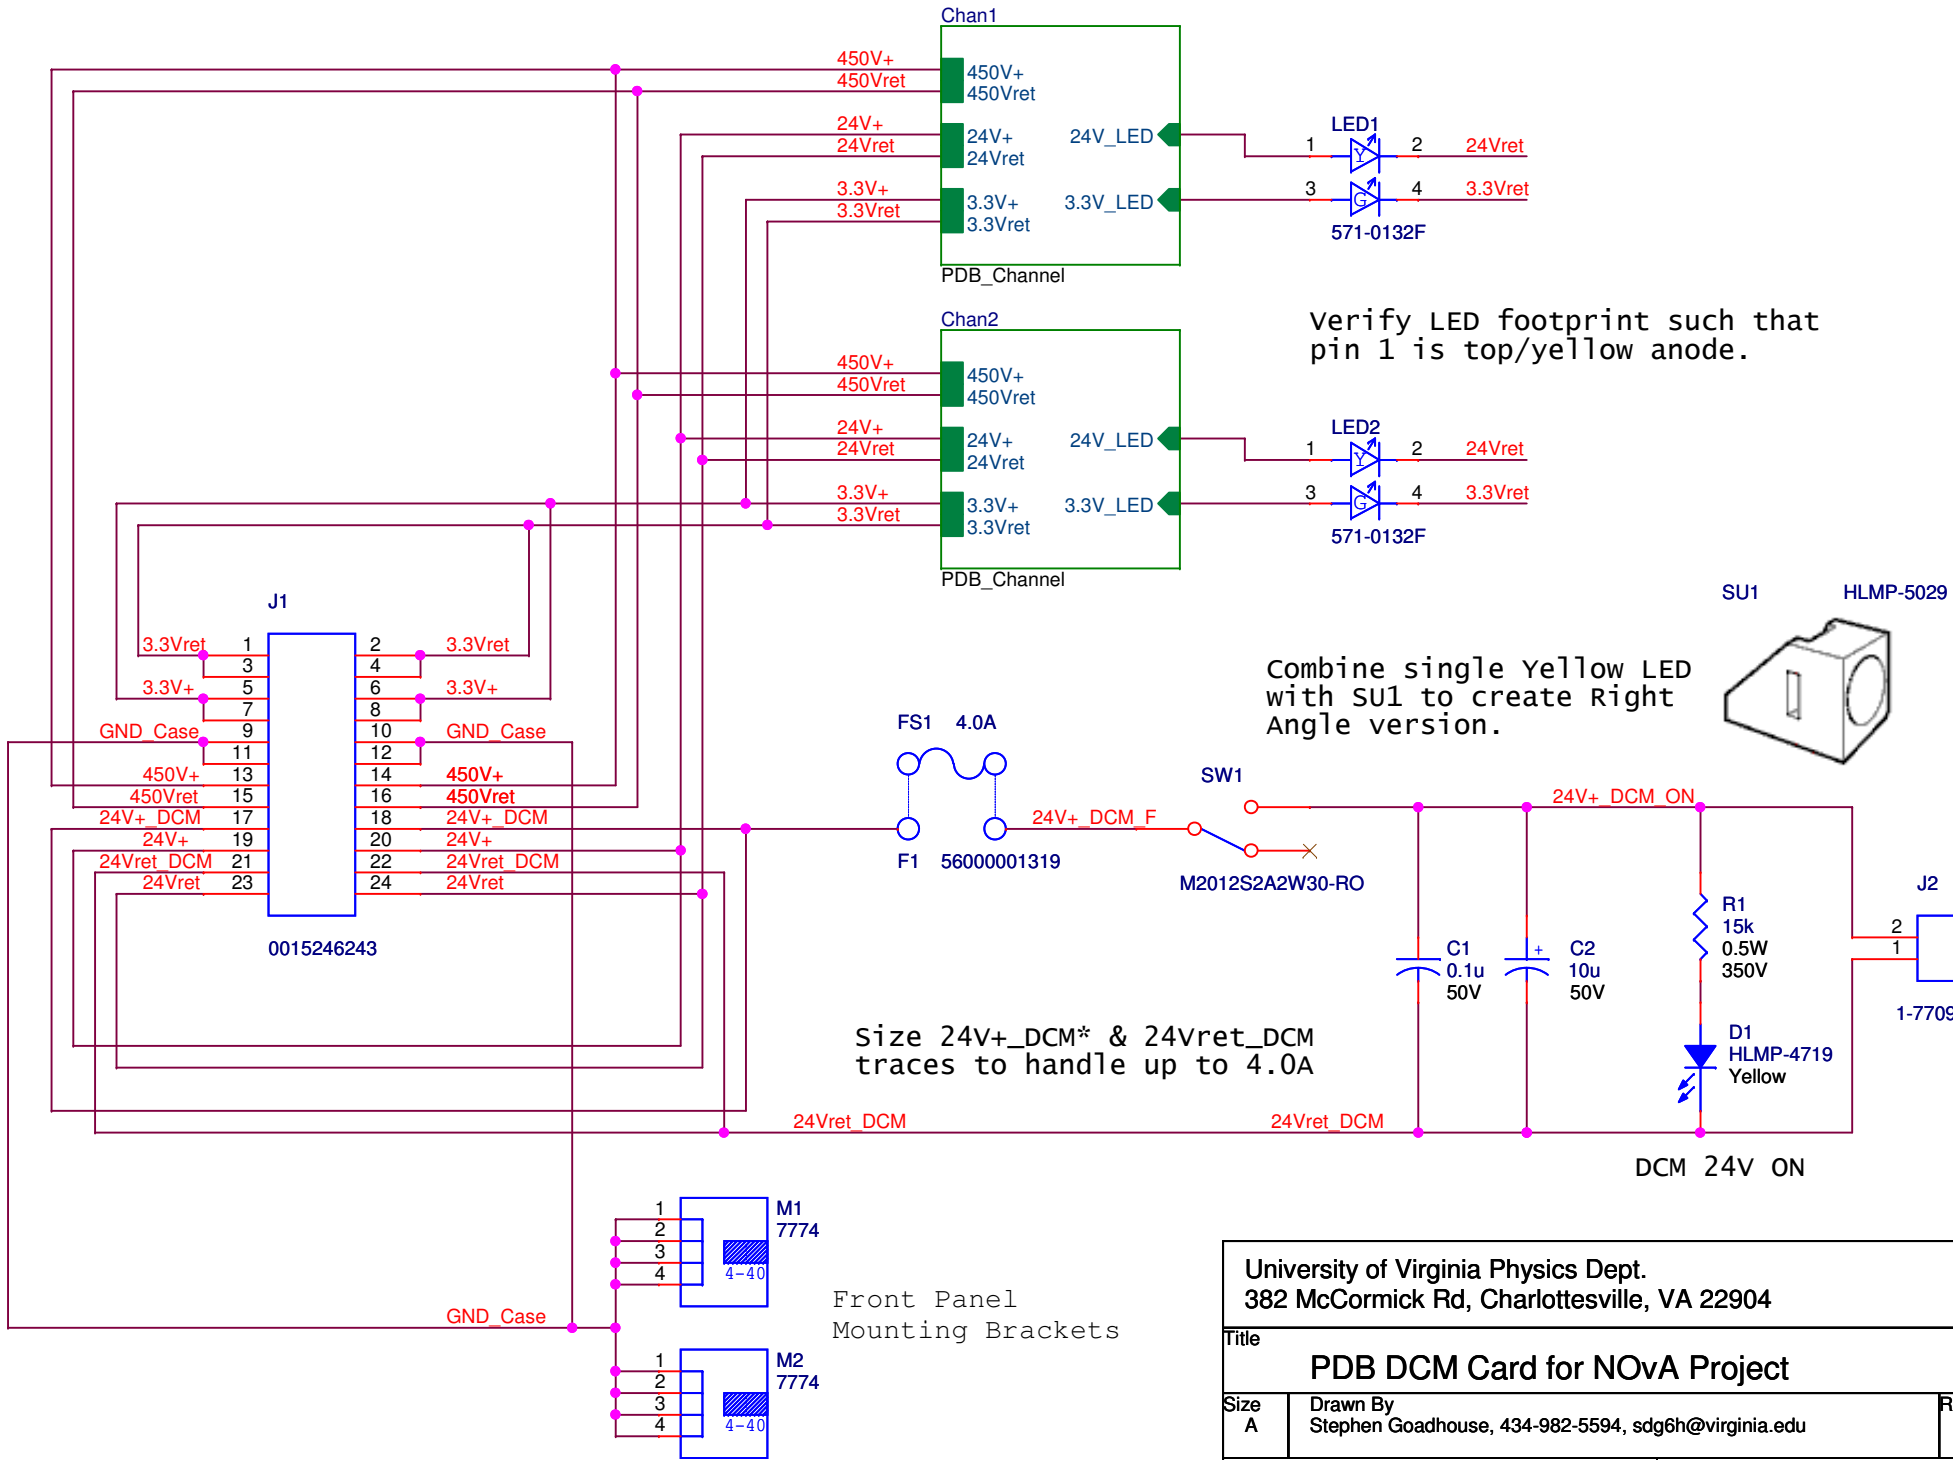 Chan1
450V+
450Vret
450V+
450Vret
24V+
24Vret
24V+
24Vret
24V_LED
3.3V+
3.3Vret
3.3V+
3.3Vret
3.3V_LED
PDB_Channel
LED1
1 Y 2 24Vret
3 G 4 3.3Vret
571-0132F
Verify LED footprint such that
pin 1 is top/yellow anode.
Chan2
450V+
450Vret
450V+
450Vret
24V+
24Vret
24V+
24Vret
24V_LED
3.3V+
3.3Vret
3.3V+
3.3Vret
3.3V_LED
PDB_Channel
LED2
1 Y 2 24Vret
3 G 4 3.3Vret
571-0132F
J1
3.3Vret 1 2 3.3Vret
3 4
3.3V+ 5 6 3.3V+
7 8
GND_Case 9 10 GND_Case
11 12
450V+ 13 14 450V+
450Vret 15 16 450Vret
24V+_DCM 17 18 24V+_DCM
24V+ 19 20 24V+
24Vret_DCM 21 22 24Vret_DCM
24Vret 23 24 24Vret
0015246243
SU1 HLMP-5029
Combine single Yellow LED
with SU1 to create Right
Angle version.
FS1 4.0A
F1 56000001319
24V+_DCM_F
SW1
M2012S2A2W30-RO
24V+_DCM_ON
C1
0.1u
50V
+ C2
10u
50V
R1
15k
0.5W
350V
D1
HLMP-4719
Yellow
J2
2
1
1-7709
Size 24V+_DCM* & 24Vret_DCM
traces to handle up to 4.0A
24Vret_DCM 24Vret_DCM
DCM 24V ON
GND_Case
1
2
3
4
M1
7774
4-40
Front Panel
Mounting Brackets
1
2
3
4
M2
7774
4-40
University of Virginia Physics Dept.
382 McCormick Rd, Charlottesville, VA 22904
Title
PDB DCM Card for NOvA Project
Size
A
Drawn By
Stephen Goadhouse, 434-982-5594, sdg6h@virginia.edu
R